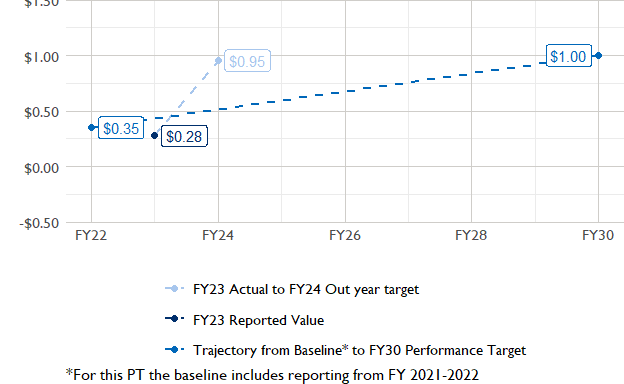 $1.50
$1.00
$0.95
$1.00
$0.50
$0.35
$0.28
$0.00
-$0.50
FY22 FY24 FY26 FY28 FY30
FY23 Actual to FY24 Out year target
FY23 Reported Value
Trajectory from Baseline* to FY30 Performance Target
*For this PT the baseline includes reporting from FY 2021-2022